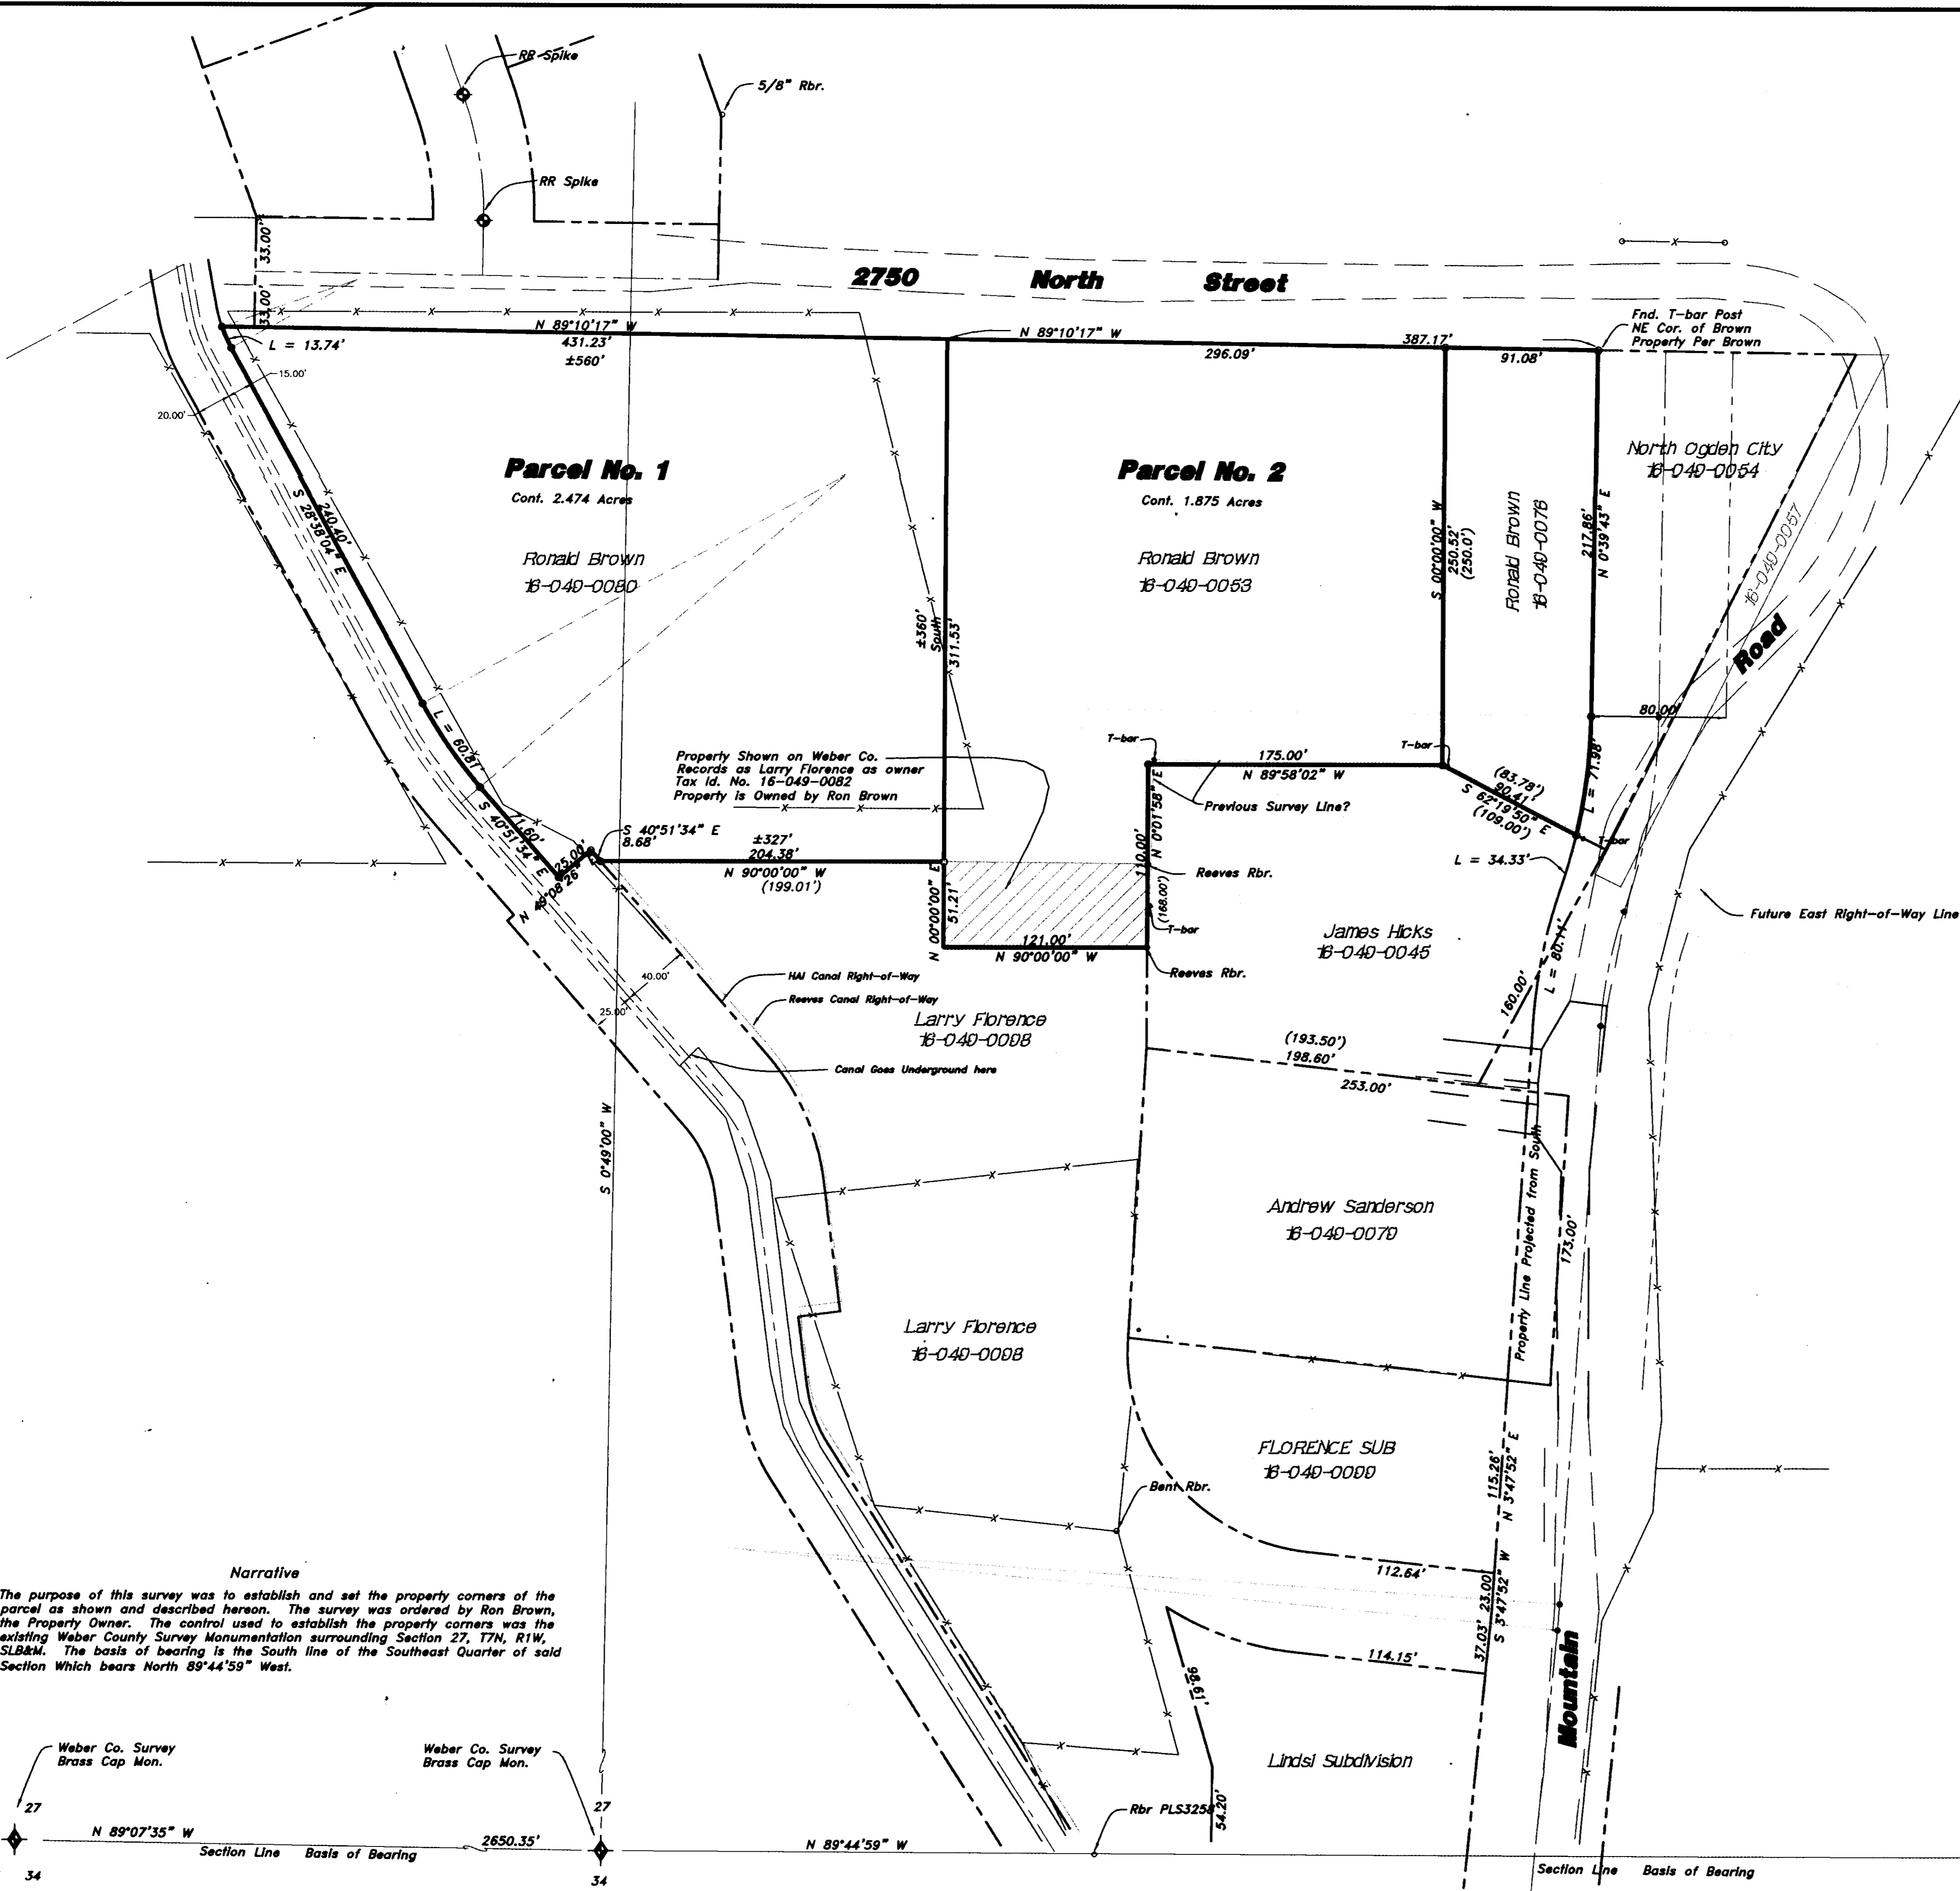 RR Spike
5/8" Rbr.
RR Spike
33.00'
33.00'
2750 North Street
Fnd. T-bar Post
NE Cor. of Brown
Property Per Brown
N 89°10'17" W
431.23'
±560'
N 89°10'17" W
387.17'
296.09'
91.08'
L = 13.74'
15.00'
20.00'
Parcel No. 1
Cont. 2.474 Acres
Ronald Brown
16-049-0080
Parcel No. 2
Cont. 1.875 Acres
Ronald Brown
16-049-0053
S 00°00'00" W
250.52'
(250.0')
Ronald Brown
16-049-0076
217.86'
N 0°39'43" E
North Ogden City
16-049-0054
16-049-0057
Road
240.40'
S 28°38'04" E
±360'
South
311.53'
80.00'
L = 60.81'
71.60'
S 40°51'34" E
25.00'
S 40°51'34" E
8.68'
Property Shown on Weber Co.
Records as Larry Florence as owner
Tax Id. No. 16-049-0082
Property is Owned by Ron Brown
±327'
204.38'
N 90°00'00" W
(199.01')
T-bar
175.00'
N 89°58'02" W
T-bar
Previous Survey Line?
N 0°01'58" E
110.00'
(168.00')
(83.78')
90.41'
S 62°19'50" E
(109.00')
L = 71.98'
T-bar
L = 34.33'
Reeves Rbr.
T-bar
Reeves Rbr.
N 00°00'00" E
51.21'
121.00'
N 90°00'00" W
James Hicks
16-049-0045
Future East Right-of-Way Line
L = 80.11'
160.00'
HAI Canal Right-of-Way
Reeves Canal Right-of-Way
40.00'
25.00'
Larry Florence
16-049-0098
Canal Goes Underground here
(193.50')
198.60'
253.00'
S 0°49'00" W
Andrew Sanderson
16-049-0079
Property Line Projected from South
173.00'
Larry Florence
16-049-0098
FLORENCE SUB
16-049-0099
115.26'
N 3°47'52" E
Bent Rbr.
112.64'
37.03' 23.00'
S 3°47'52" W
114.15'
98.61'
Mountain
Lindsi Subdivision
Rbr PLS3258
54.20'
Narrative
The purpose of this survey was to establish and set the property corners of the
parcel as shown and described hereon. The survey was ordered by Ron Brown,
the Property Owner. The control used to establish the property corners was the
existing Weber County Survey Monumentation surrounding Section 27, T7N, R1W,
SLB&M. The basis of bearing is the South line of the Southeast Quarter of said
Section Which bears North 89°44'59" West.
Weber Co. Survey
Brass Cap Mon.
Weber Co. Survey
Brass Cap Mon.
27
27
N 89°07'35" W
2650.35'
N 89°44'59" W
Section Line Basis of Bearing
Section Line Basis of Bearing
34
34